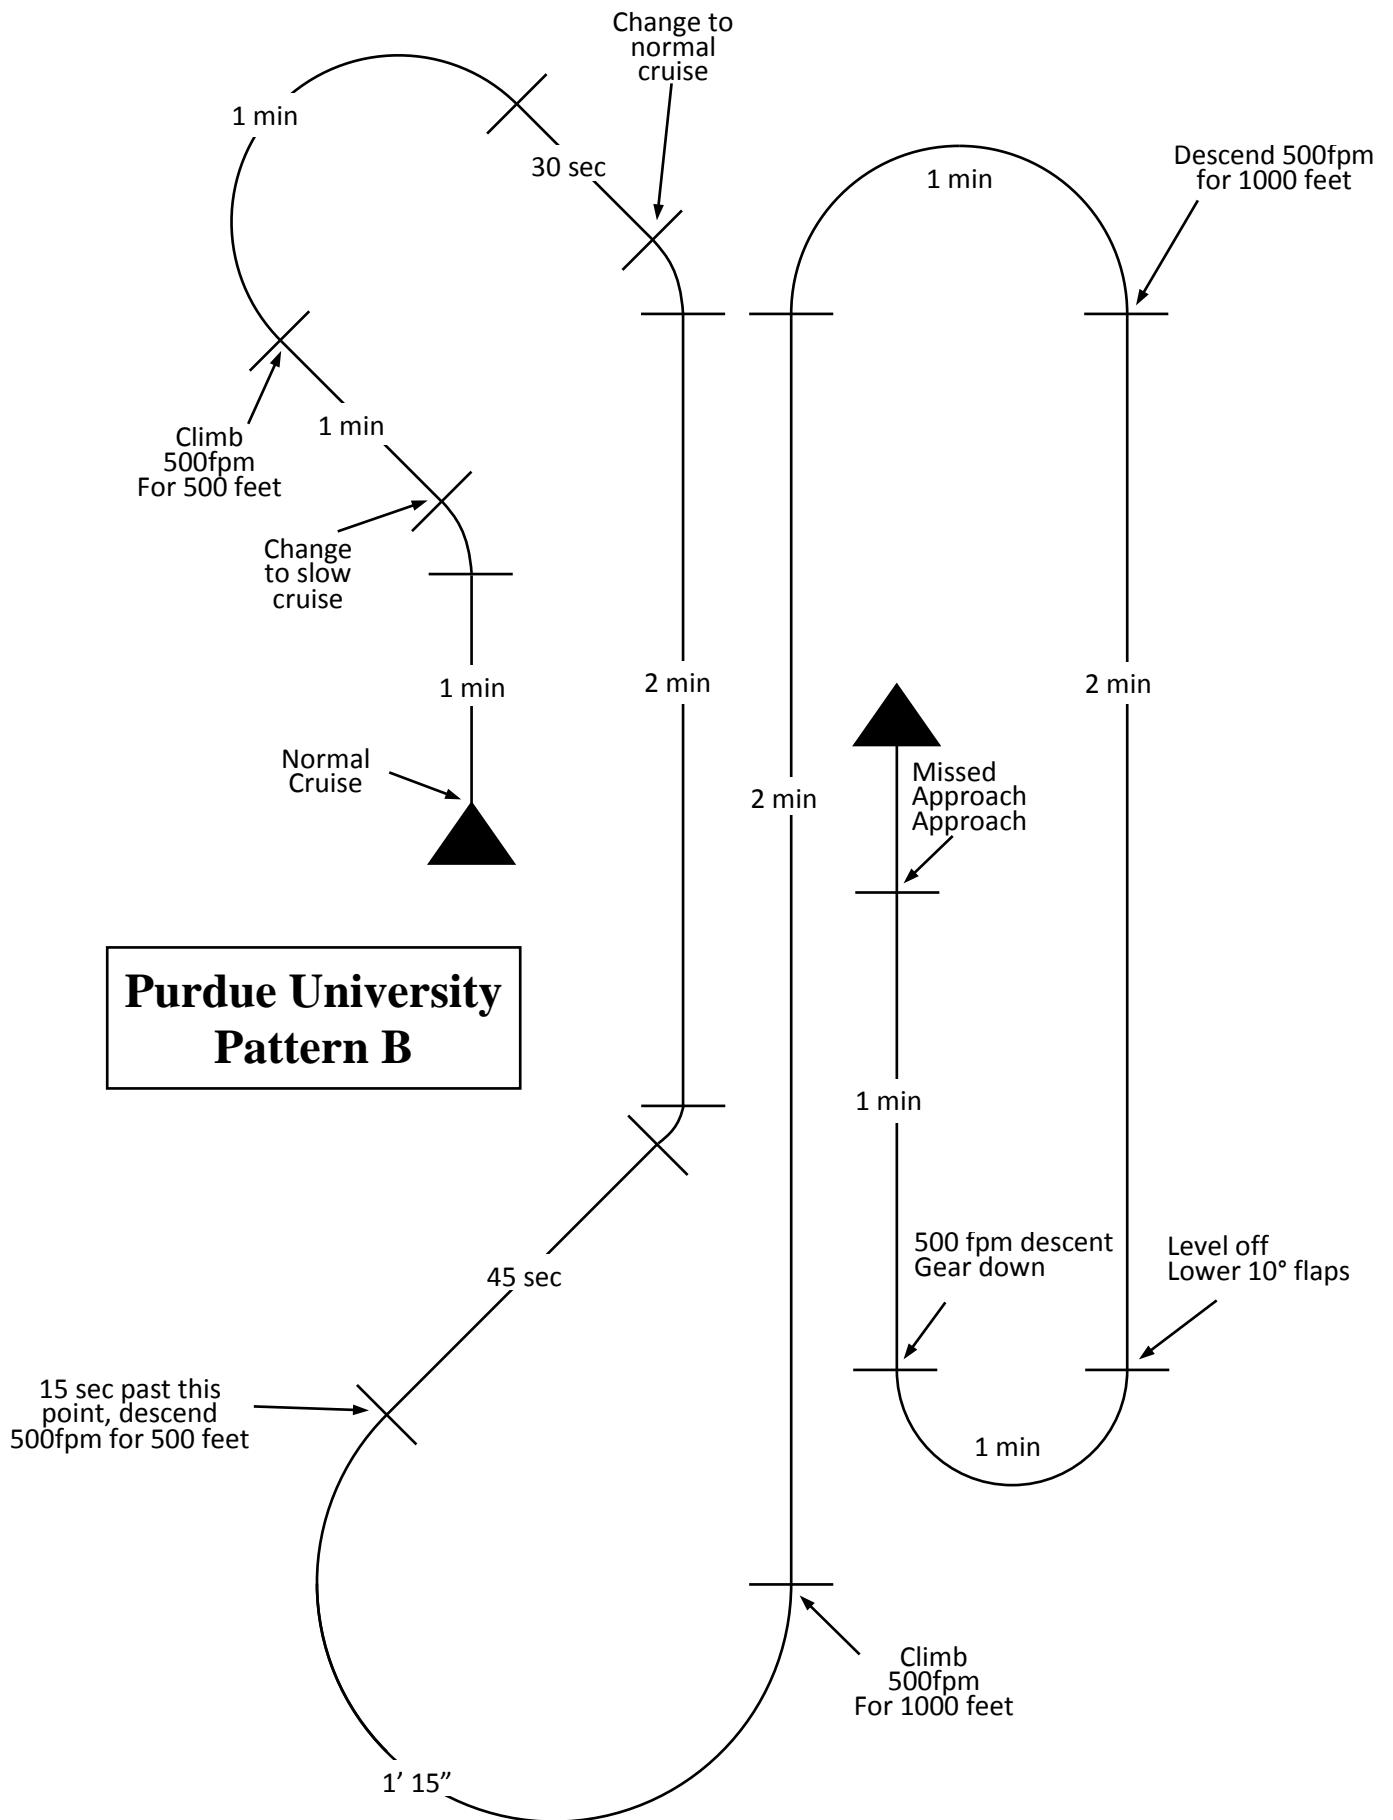 Change to
normal
cruise
1 min
30 sec
1 min
Descend 500fpm
for 1000 feet
Climb
500fpm
For 500 feet
1 min
Change
to slow
cruise
1 min
2 min
2 min
Normal
Cruise
2 min
Missed
Approach
Approach
Purdue University
Pattern B
1 min
45 sec
500 fpm descent
Gear down
Level off
Lower 10° flaps
15 sec past this
point, descend
500fpm for 500 feet
1 min
Climb
500fpm
For 1000 feet
1’ 15”